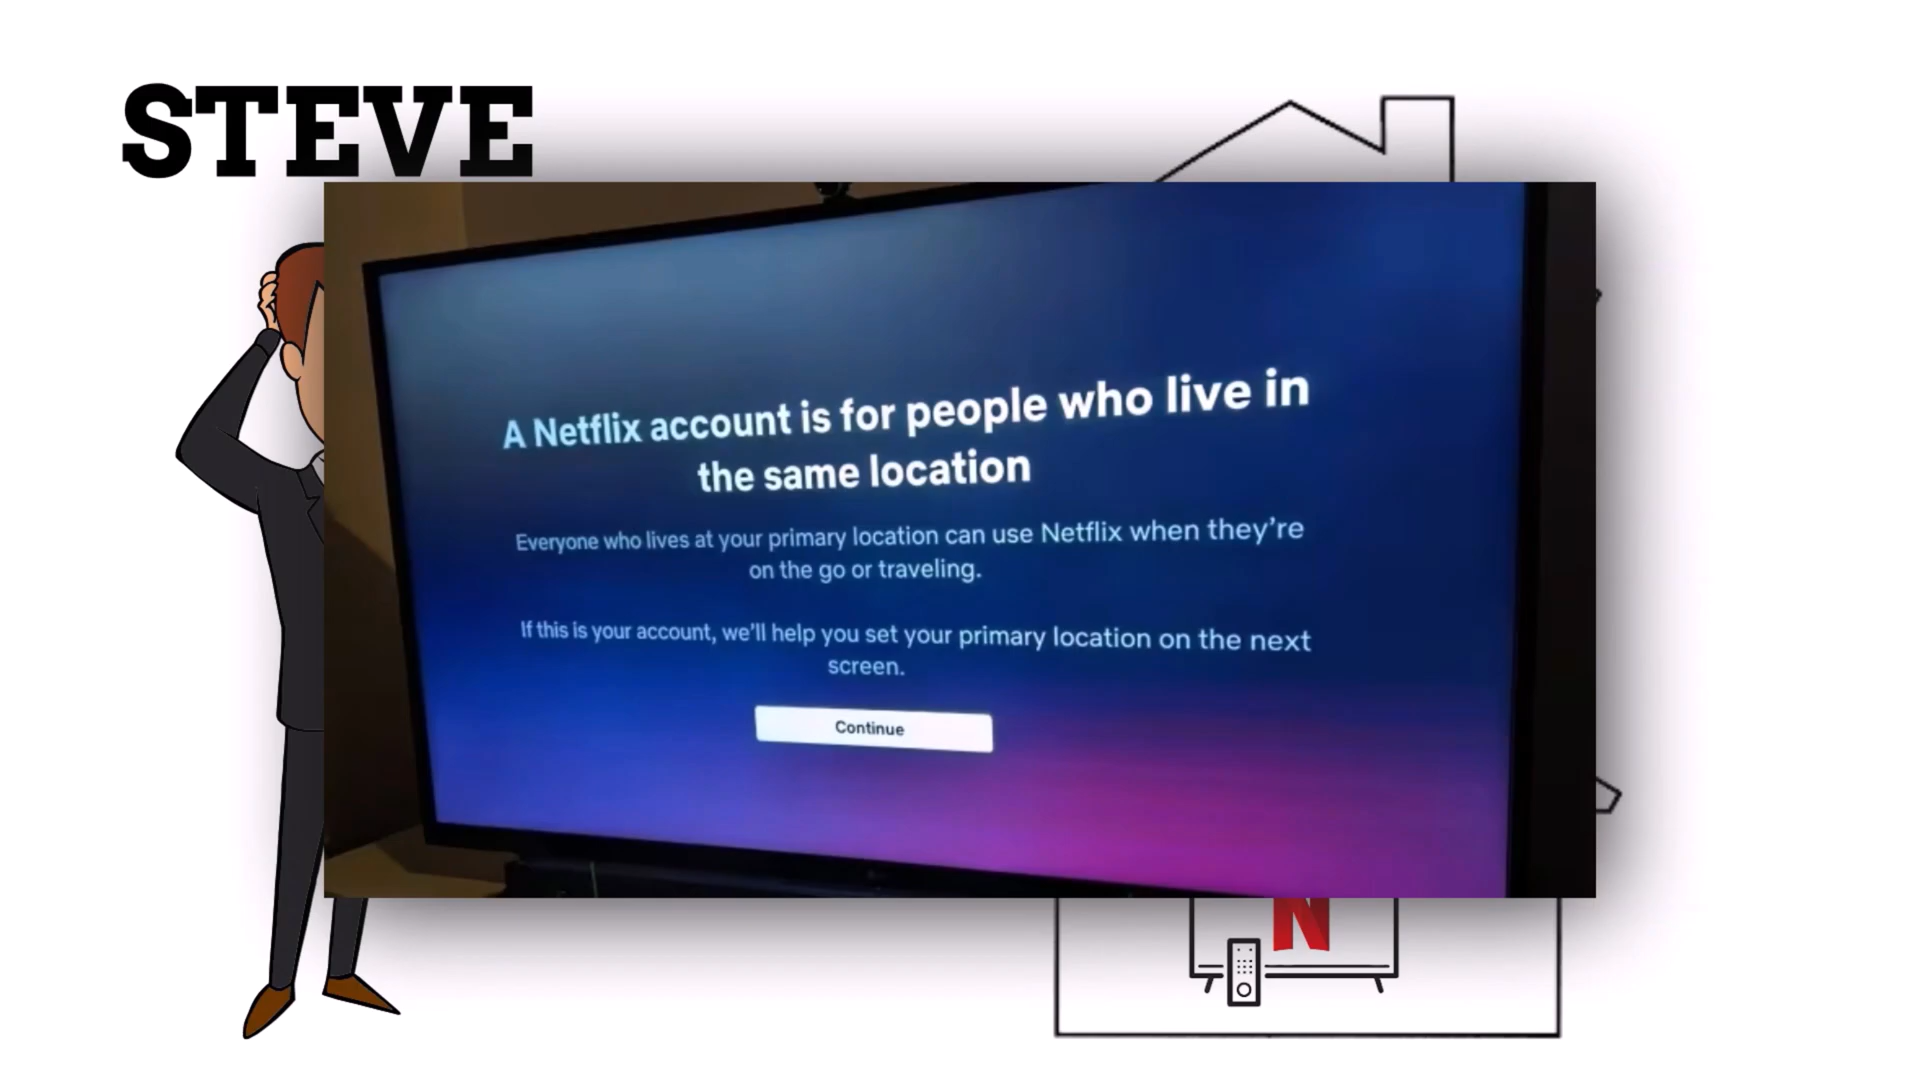 STEVE
A Netflix account is for people who live in
the same location
Everyone who lives at your primary location can use Netflix when they're
on the go or traveling.
If this is your account, we'll help you set your primary location on the next
screen.
Continue
N